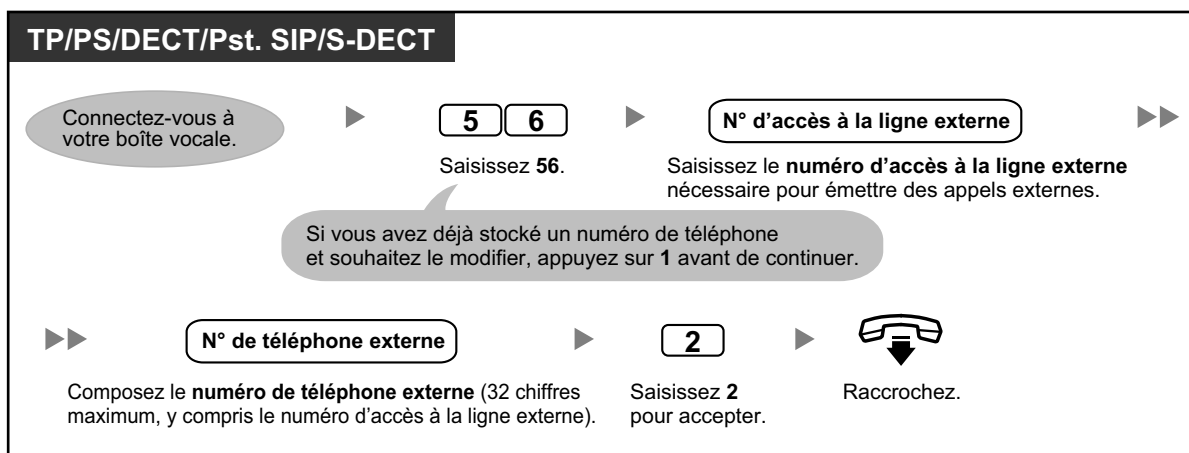 TP/PS/DECT/Pst. SIP/S-DECT
Connectez-vous à
votre boîte vocale.
5 6
Saisissez 56.
N° d’accès à la ligne externe
Saisissez le numéro d’accès à la ligne externe
nécessaire pour émettre des appels externes.
Si vous avez déjà stocké un numéro de téléphone
et souhaitez le modifier, appuyez sur 1 avant de continuer.
N° de téléphone externe
Composez le numéro de téléphone externe (32 chiffres
maximum, y compris le numéro d’accès à la ligne externe).
2
Saisissez 2
pour accepter.
Raccrochez.